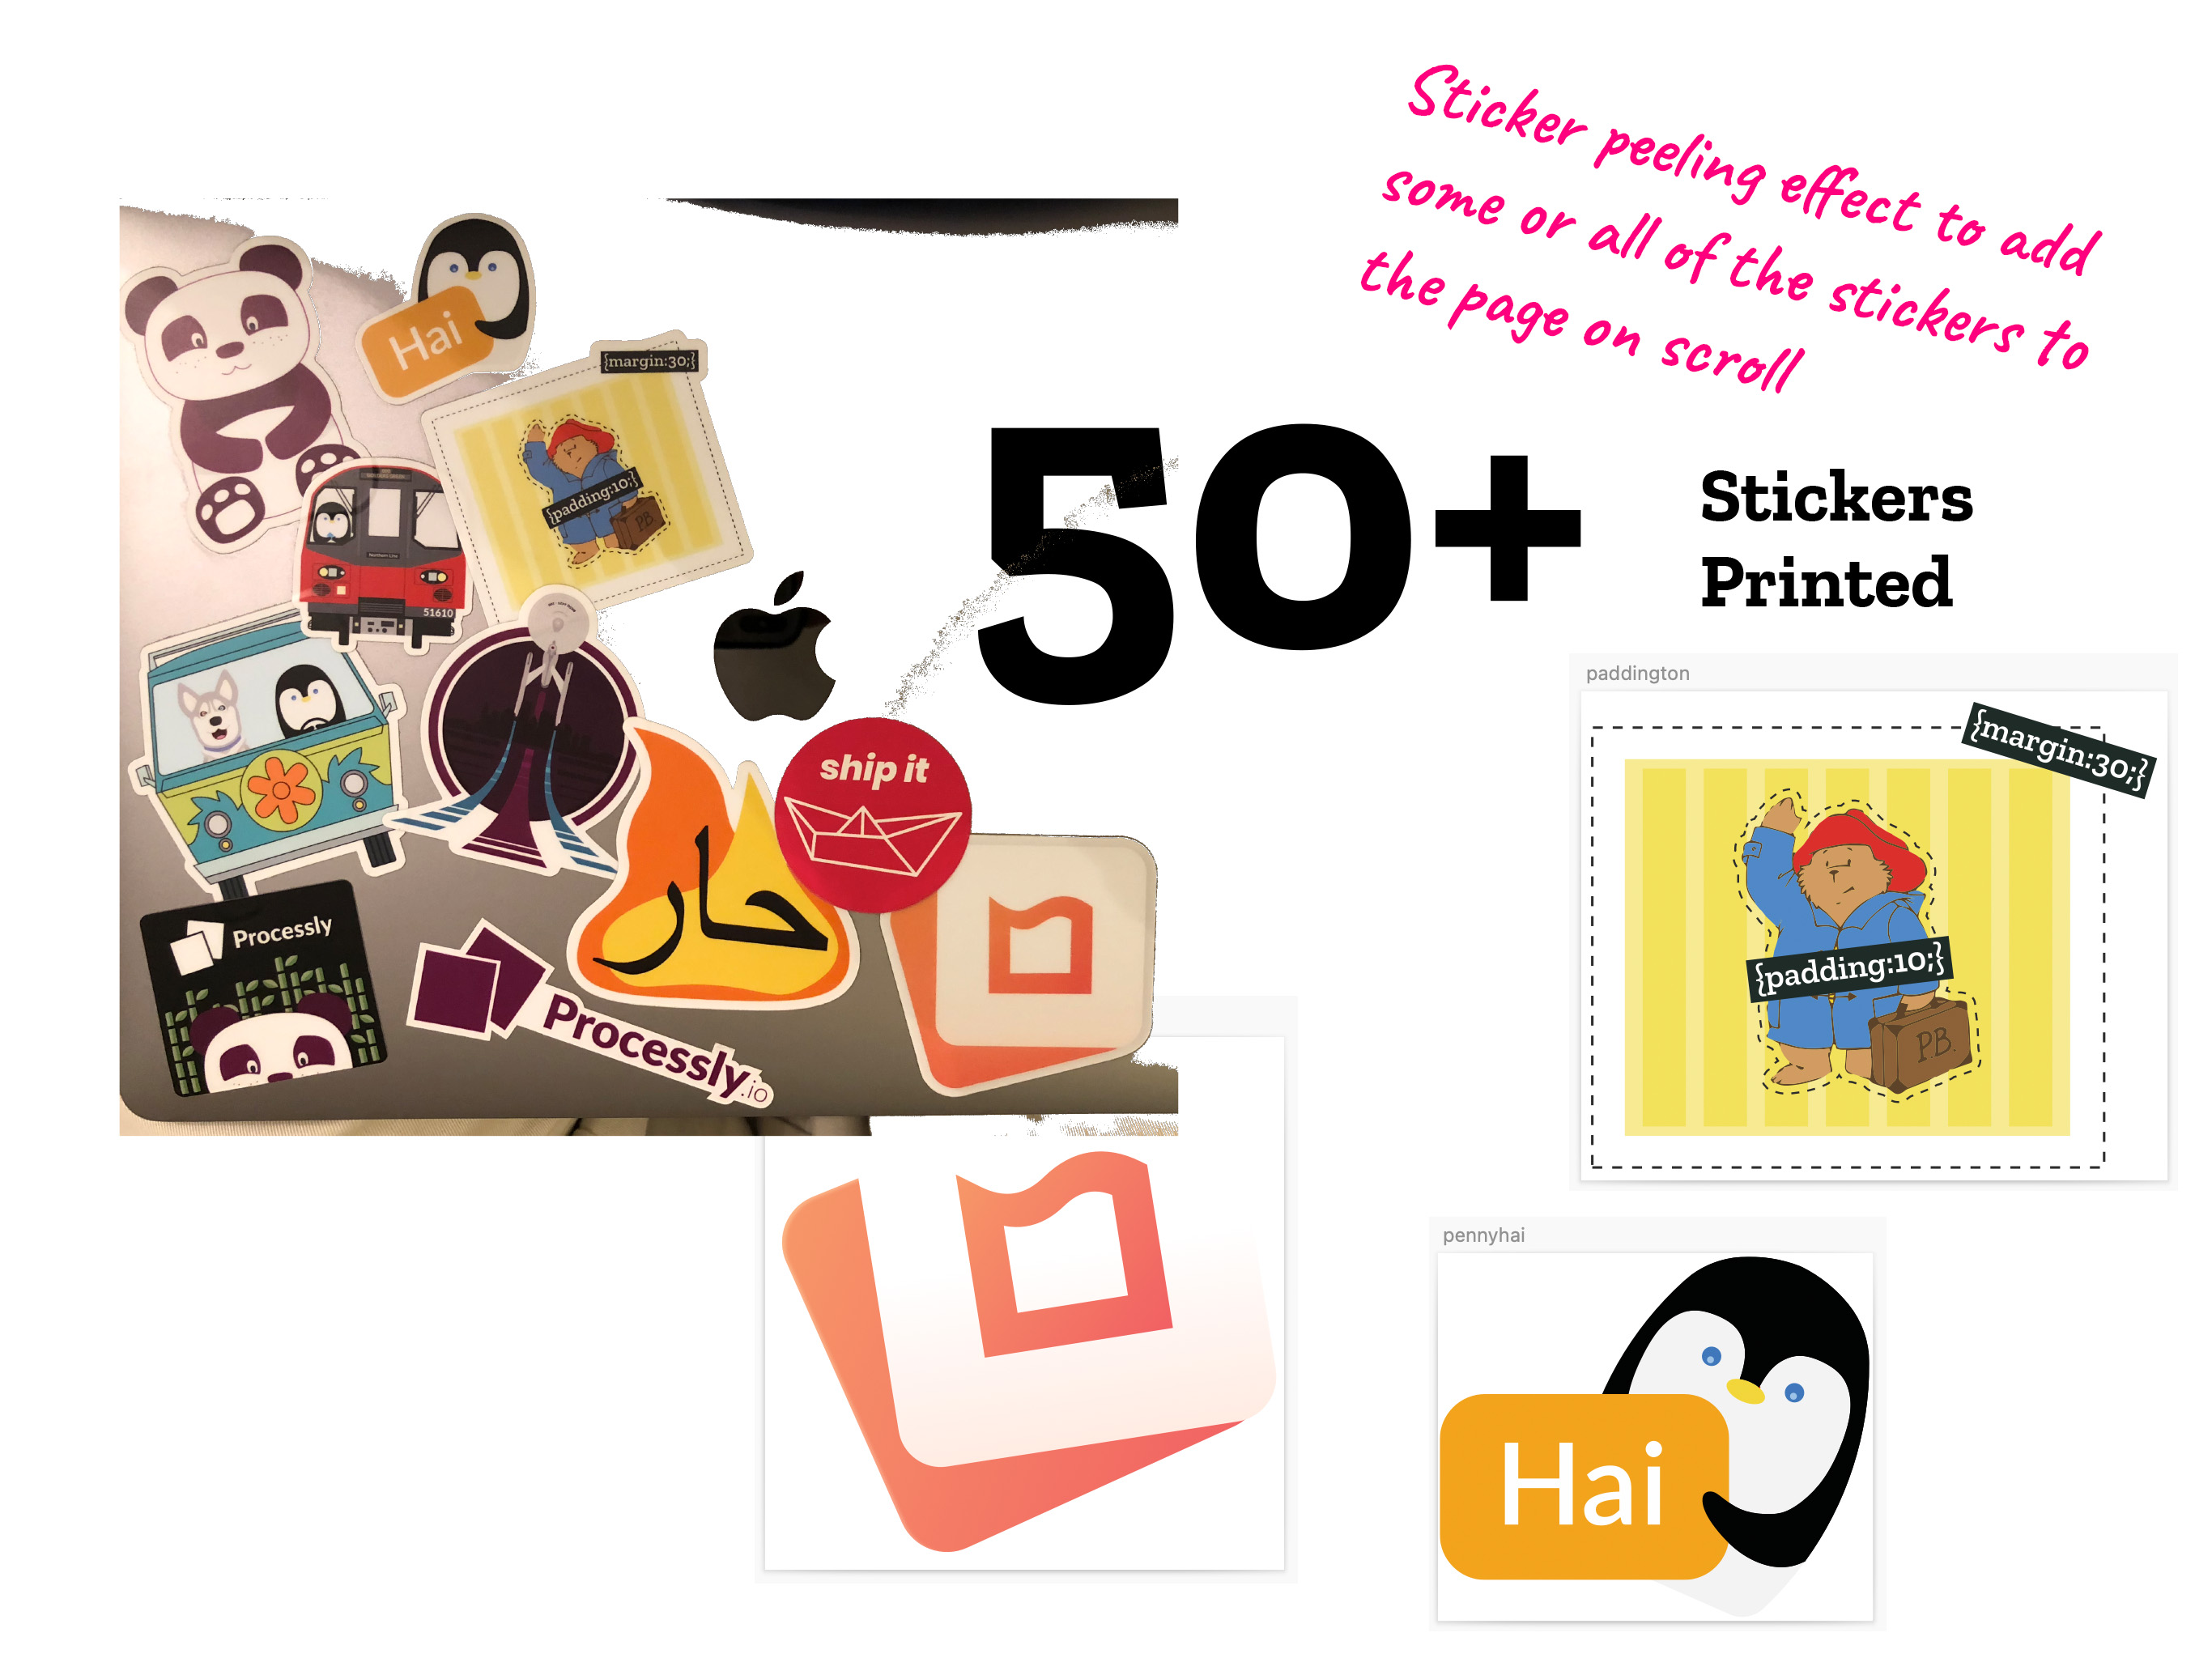 Sticker peeling effect to add
some or all of the stickers to
the page on scroll
Hai
{margin:30;}
{padding:10;}
P.B.
Northern Line
51610
50+
Stickers
Printed
ship it
حار
Processly
Processly.io
paddington
{margin:30;}
{padding:10;}
P.B.
pennyhai
Hai